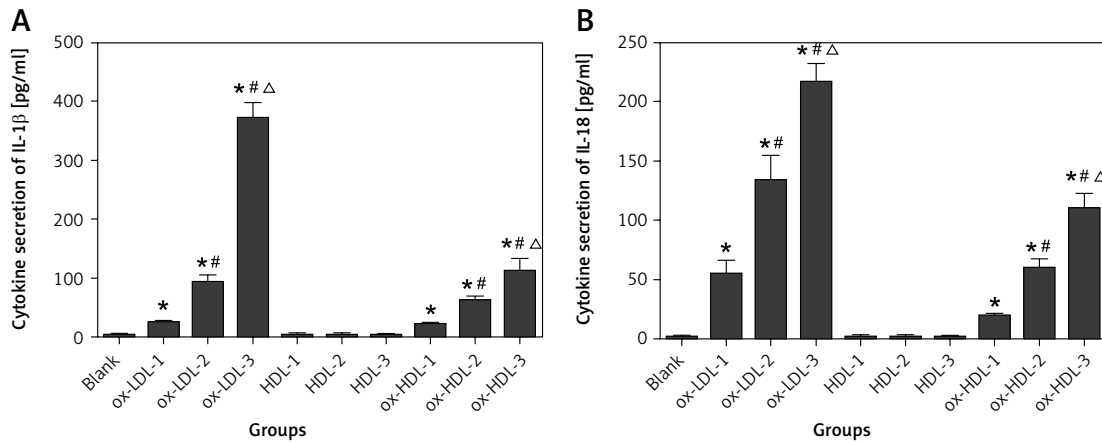 A
Cytokine secretion of IL-1β [pg/ml]
500
400
300
200
100
0
*
* #
* # △
*
* #
* # △
Blank
ox-LDL-1
ox-LDL-2
ox-LDL-3
HDL-1
HDL-2
HDL-3
ox-HDL-1
ox-HDL-2
ox-HDL-3
Groups
B
Cytokine secretion of IL-18 [pg/ml]
250
200
150
100
50
0
*
* #
* # △
*
* #
* # △
Blank
ox-LDL-1
ox-LDL-2
ox-LDL-3
HDL-1
HDL-2
HDL-3
ox-HDL-1
ox-HDL-2
ox-HDL-3
Groups